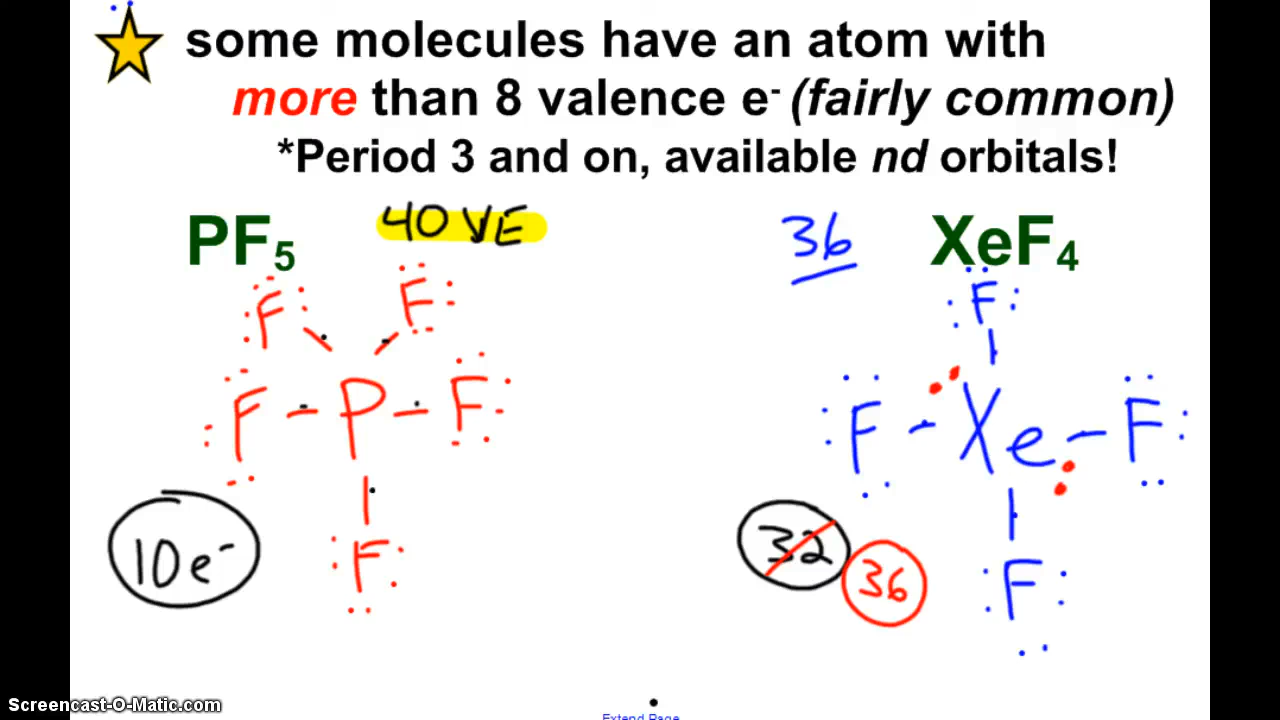 some molecules have an atom with
more than 8 valence e- (fairly common)
*Period 3 and on, available nd orbitals!
PF5 40 VE
F F
F - P - F
F
10e-
36 XeF4
F
F - Xe - F
F
32 36
Screencast-O-Matic.com
Extend Page